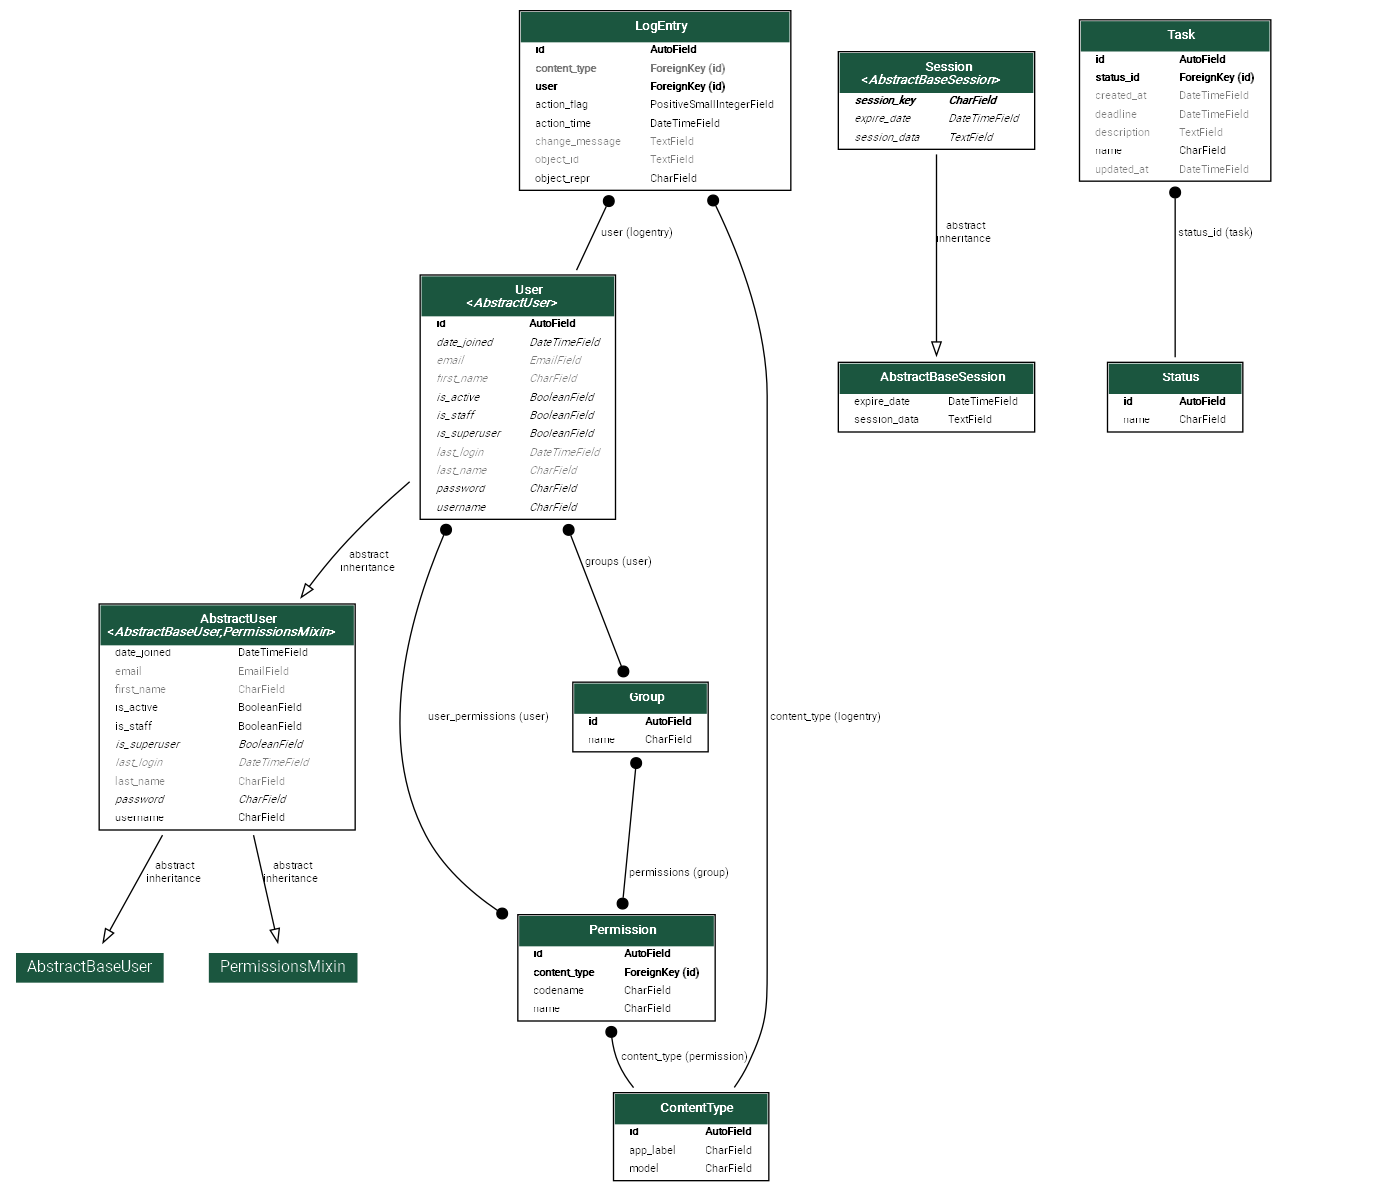 LogEntry
id AutoField
content_type ForeignKey (id)
user ForeignKey (id)
action_flag PositiveSmallIntegerField
action_time DateTimeField
change_message TextField
object_id TextField
object_repr CharField
Session
<AbstractBaseSession>
session_key CharField
expire_date DateTimeField
session_data TextField
Task
id AutoField
status_id ForeignKey (id)
created_at DateTimeField
deadline DateTimeField
description TextField
name CharField
updated_at DateTimeField
user (logentry)
abstract
inheritance
status_id (task)
User
<AbstractUser>
id AutoField
date_joined DateTimeField
email EmailField
first_name CharField
is_active BooleanField
is_staff BooleanField
is_superuser BooleanField
last_login DateTimeField
last_name CharField
password CharField
username CharField
AbstractBaseSession
expire_date DateTimeField
session_data TextField
Status
id AutoField
name CharField
abstract
inheritance
groups (user)
AbstractUser
<AbstractBaseUser,PermissionsMixin>
date_joined DateTimeField
email EmailField
first_name CharField
is_active BooleanField
is_staff BooleanField
is_superuser BooleanField
last_login DateTimeField
last_name CharField
password CharField
username CharField
user_permissions (user)
Group
id AutoField
name CharField
content_type (logentry)
abstract
inheritance
abstract
inheritance
permissions (group)
AbstractBaseUser
PermissionsMixin
Permission
id AutoField
content_type ForeignKey (id)
codename CharField
name CharField
content_type (permission)
ContentType
id AutoField
app_label CharField
model CharField